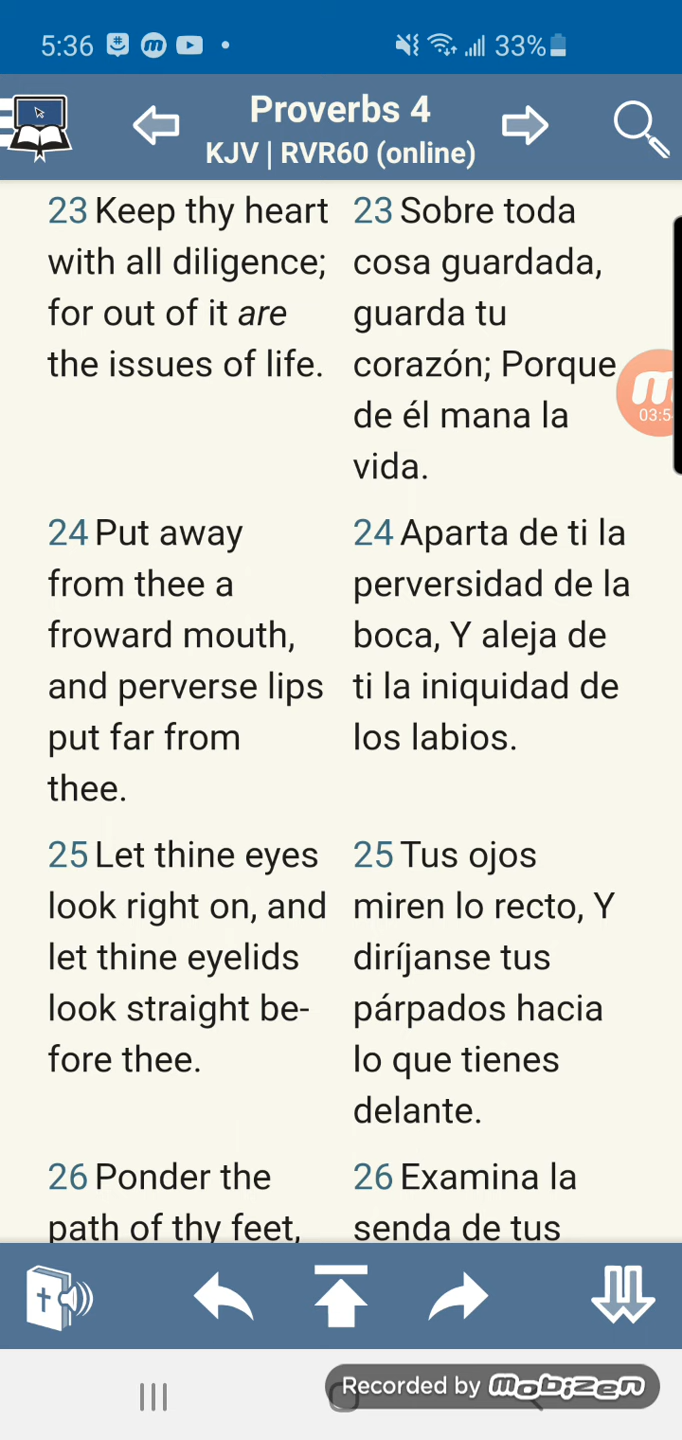 5:36
33%
Proverbs 4
KJV | RVR60 (online)
23 Keep thy heart
with all diligence;
for out of it are
the issues of life.
23 Sobre toda
cosa guardada,
guarda tu
corazón; Porque
de él mana la
vida.
03:5
24 Put away
from thee a
froward mouth,
and perverse lips
put far from
thee.
24 Aparta de ti la
perversidad de la
boca, Y aleja de
ti la iniquidad de
los labios.
25 Let thine eyes
look right on, and
let thine eyelids
look straight be-
fore thee.
25 Tus ojos
miren lo recto, Y
diríjanse tus
párpados hacia
lo que tienes
delante.
26 Ponder the
path of thy feet,
26 Examina la
senda de tus
Recorded by mobizen